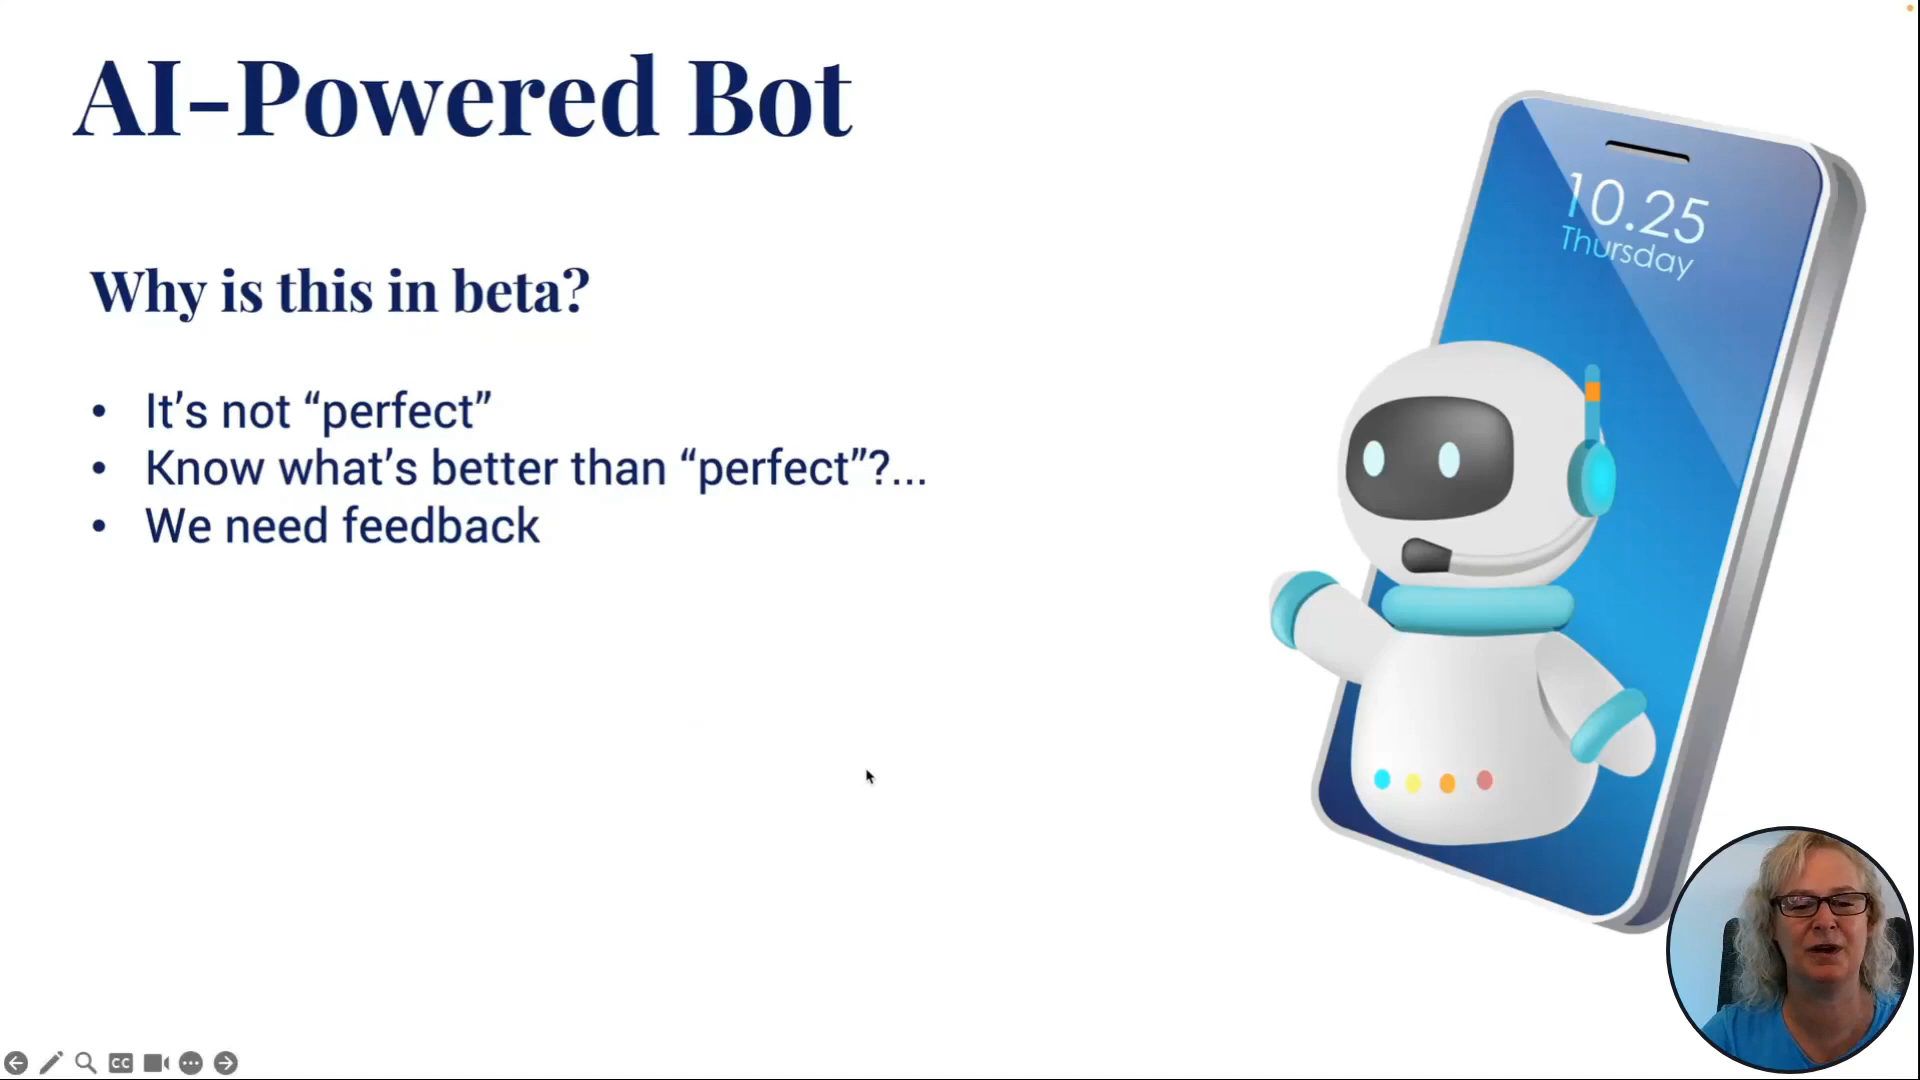 AI-Powered Bot
Why is this in beta?
• It’s not “perfect”
• Know what’s better than “perfect”?...
• We need feedback
10.25
Thursday
CC